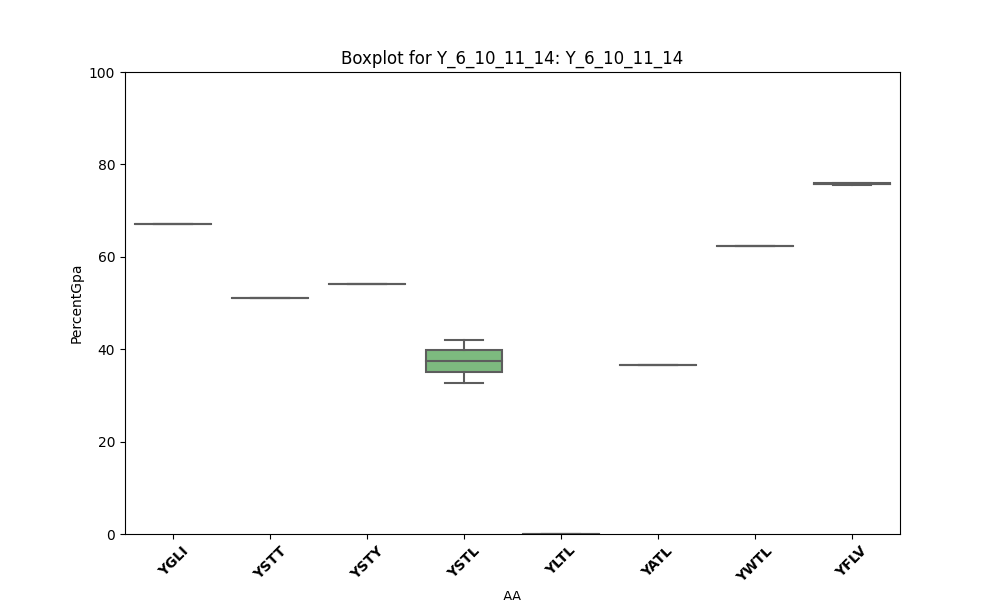 Boxplot for Y_6_10_11_14: Y_6_10_11_14
100
80
60
40
20
0
PercentGpa
YGLI
YSTT
YSTY
YSTL
YLTL
YATL
YWTL
YFLV
AA